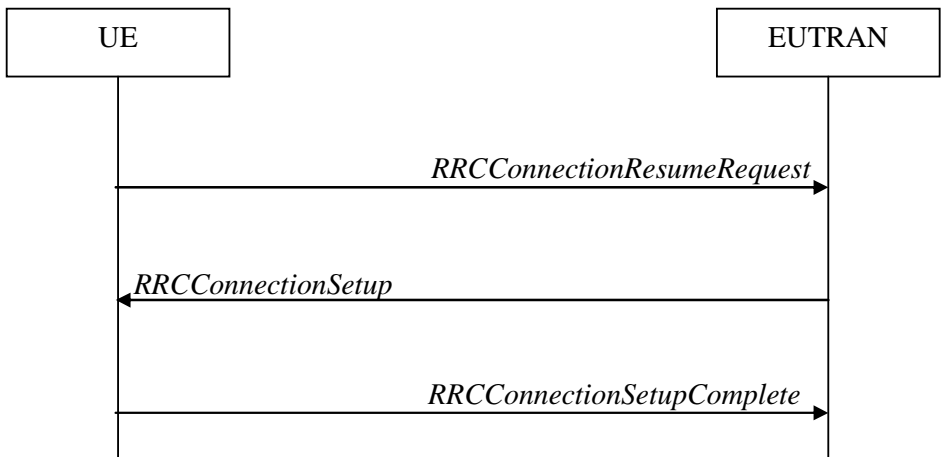 UE
EUTRAN
RRCConnectionResumeRequest
RRCConnectionSetup
RRCConnectionSetupComplete